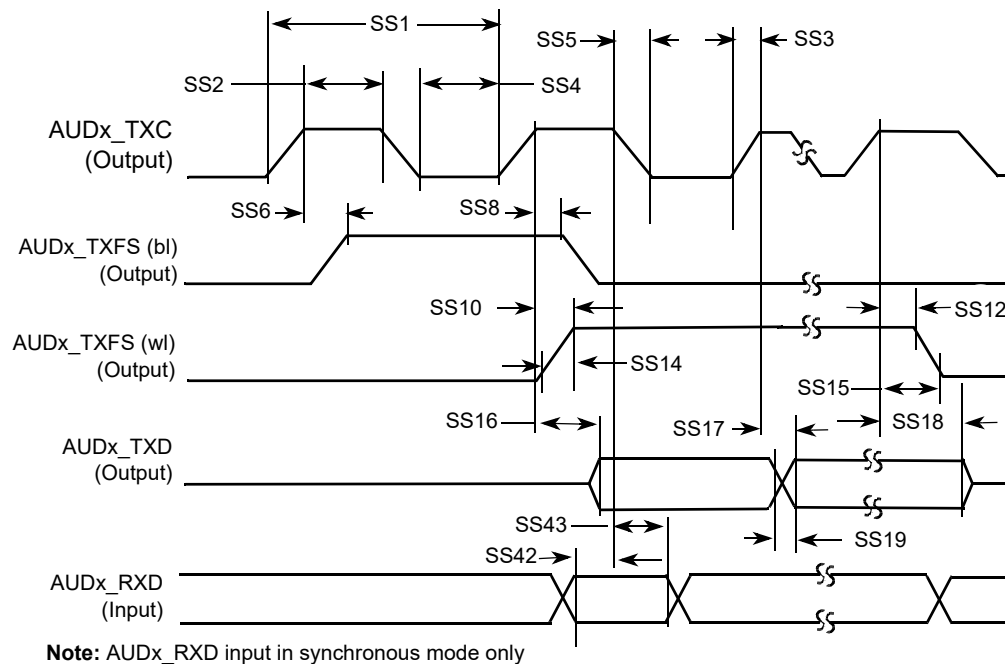 SS1
SS5
SS3
SS2
SS4
AUDx_TXC
(Output)
SS6
SS8
AUDx_TXFS (bl)
(Output)
SS10
SS12
AUDx_TXFS (wl)
(Output)
SS14
SS15
SS16
SS17
SS18
AUDx_TXD
(Output)
SS43
SS19
SS42
AUDx_RXD
(Input)
Note: AUDx_RXD input in synchronous mode only